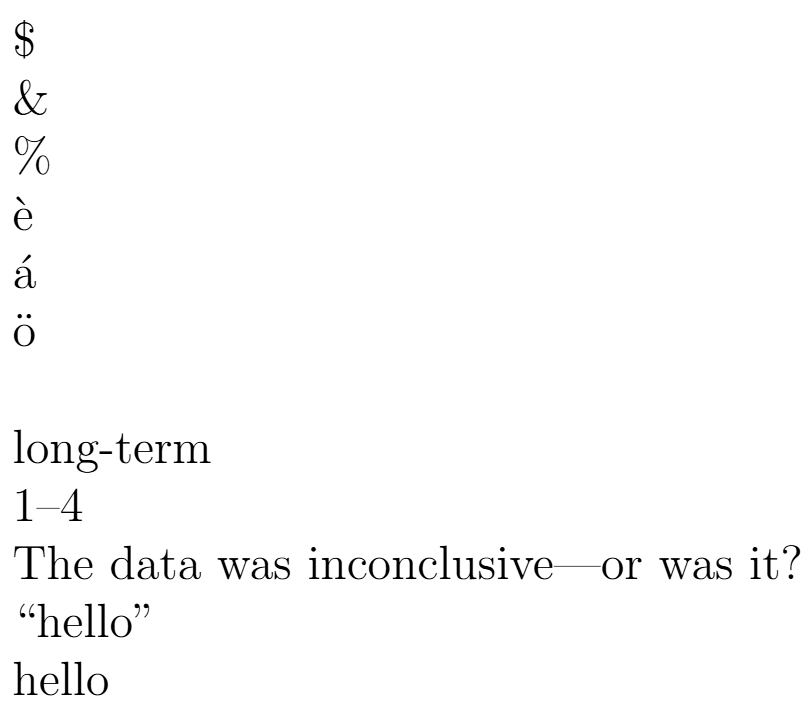 $
&
%
è
á
ö
long-term
1–4
The data was inconclusive—or was it?
“hello”
hello